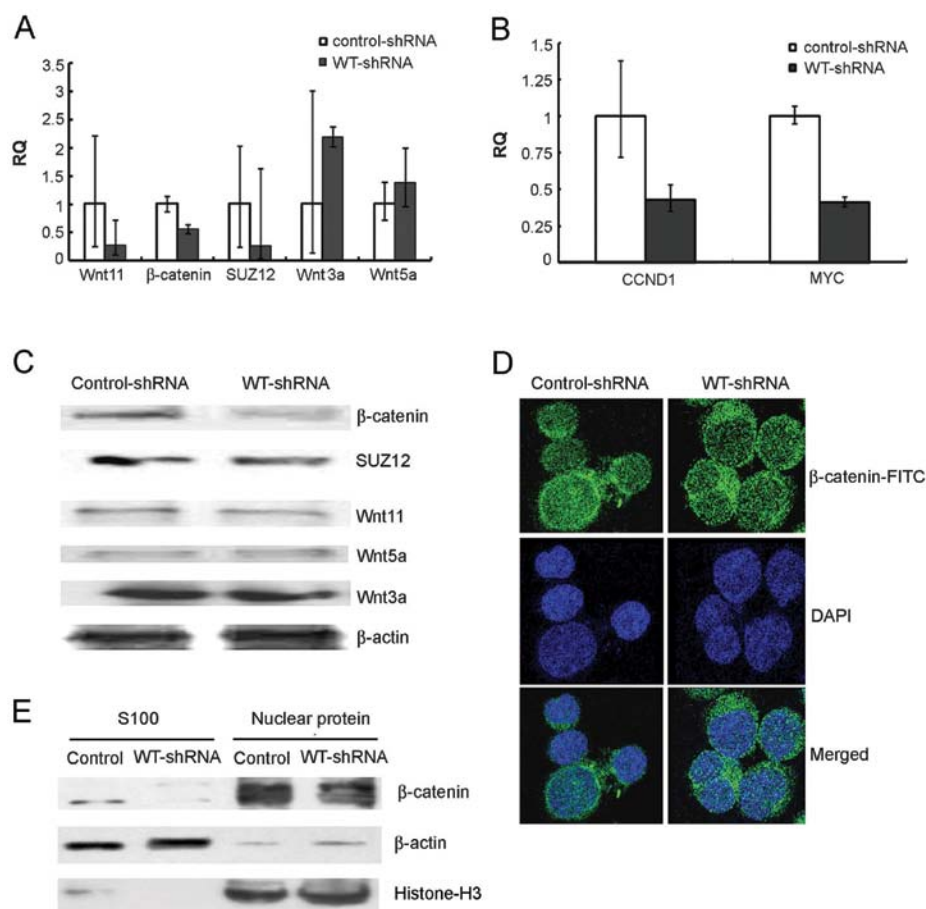 A
control-shRNA
WT-shRNA
RQ
3.5
3
2.5
2
1.5
1
0.5
0
Wnt11 β-catenin SUZ12 Wnt3a Wnt5a
B
control-shRNA
WT-shRNA
RQ
1.5
1.25
1
0.75
0.5
0.25
0
CCND1 MYC
C
Control-shRNA WT-shRNA
β-catenin
SUZ12
Wnt11
Wnt5a
Wnt3a
β-actin
D
Control-shRNA WT-shRNA
β-catenin-FITC
DAPI
Merged
E
S100 Nuclear protein
Control WT-shRNA Control WT-shRNA
β-catenin
β-actin
Histone-H3